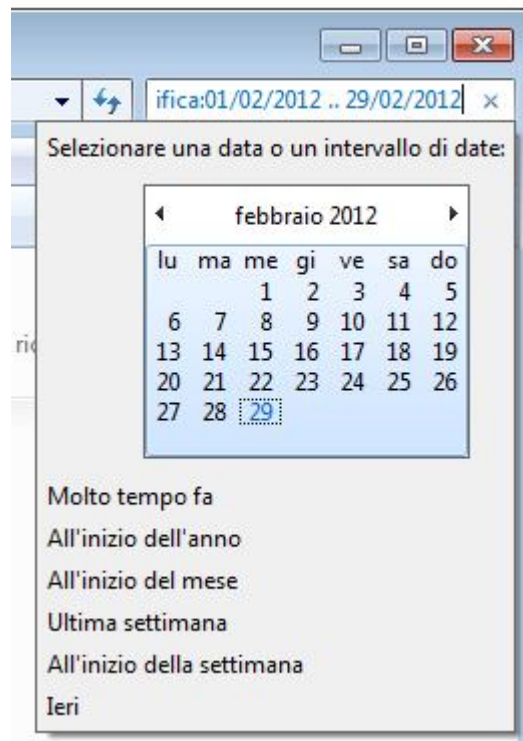 ifica:01/02/2012 .. 29/02/2012
Selezionare una data o un intervallo di date:
febbraio 2012
lu ma me gi ve sa do
1 2 3 4 5
6 7 8 9 10 11 12
13 14 15 16 17 18 19
20 21 22 23 24 25 26
27 28 29
ric
Molto tempo fa
All'inizio dell'anno
All'inizio del mese
Ultima settimana
All'inizio della settimana
Ieri